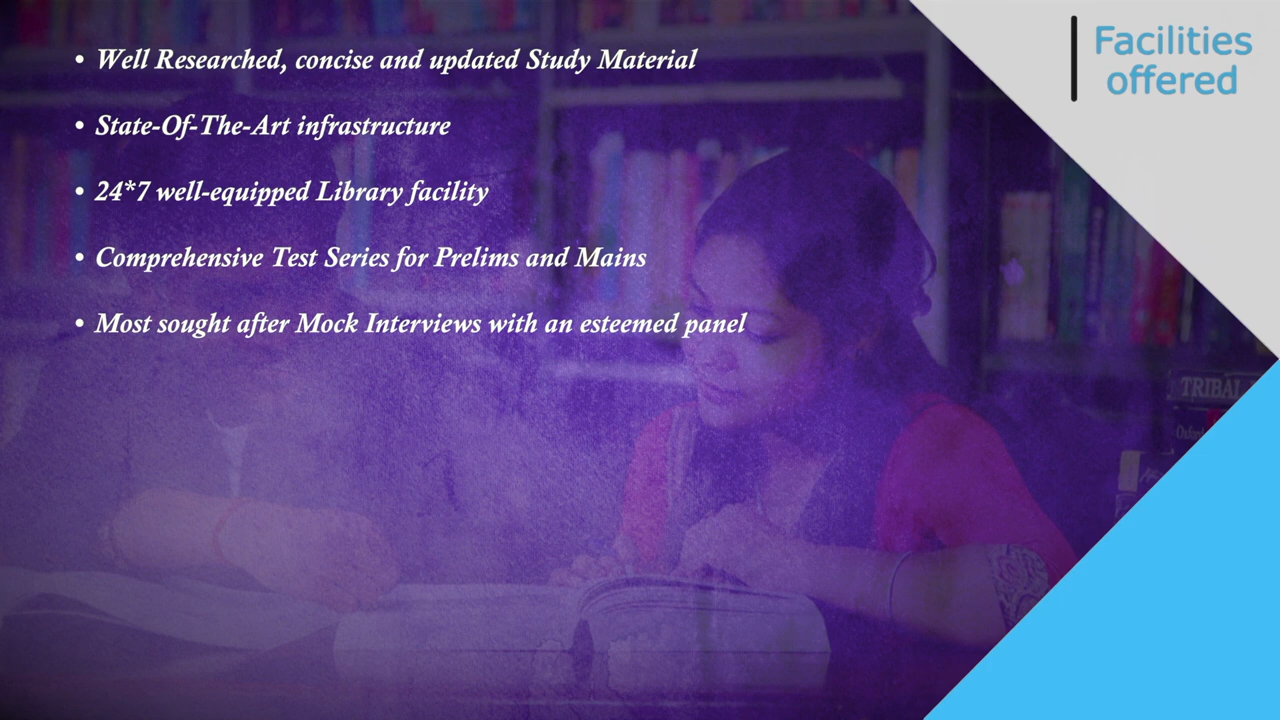 Facilities
offered
• Well Researched, concise and updated Study Material
• State-Of-The-Art infrastructure
• 24*7 well-equipped Library facility
• Comprehensive Test Series for Prelims and Mains
• Most sought after Mock Interviews with an esteemed panel
TRIBAL